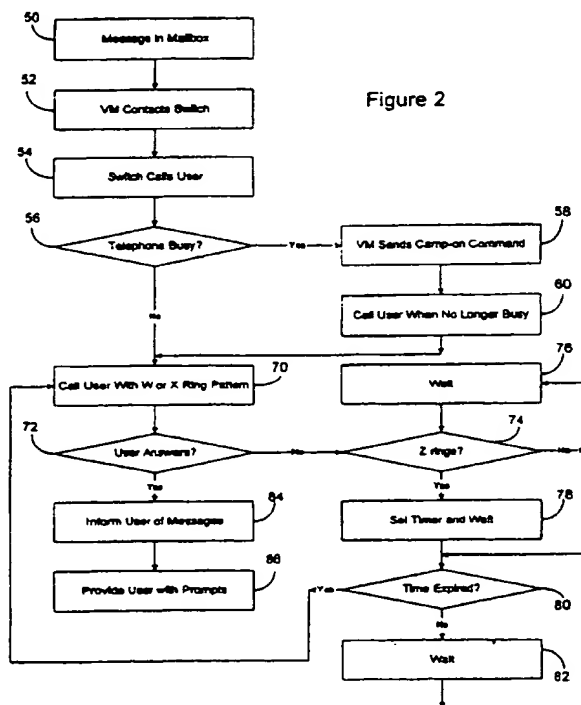 50
Message In Mailbox
52
VM Contacts Switch
Figure 2
54
Switch Calls User
56
Telephone Busy?
Yes
58
VM Sends Camp-on Command
60
Call User When No Longer Busy
No
70
Call User With W or X Ring Pattern
76
Wait
72
User Answers?
No
74
Z rings?
No
Yes
Yes
84
Inform User of Messages
78
Set Timer and Wait
86
Provide User with Prompts
Yes
Time Expired?
80
No
Wait
82